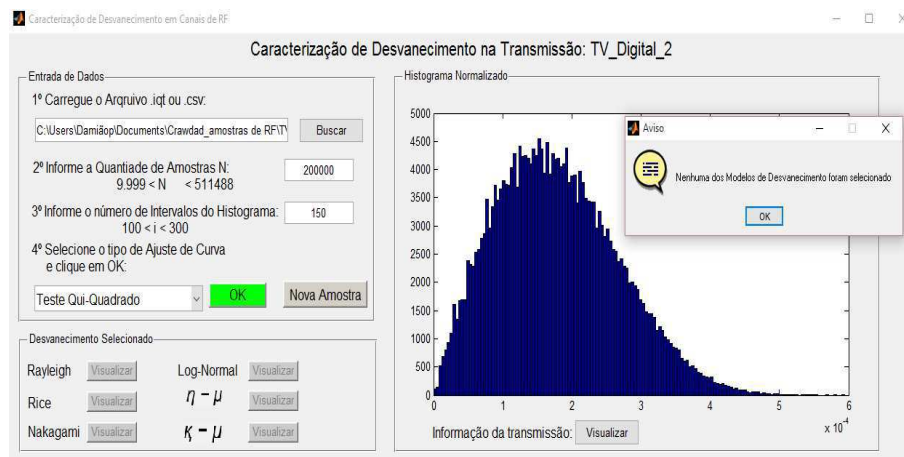 Caracterização de Desvanecimento em Canais de RF
Caracterização de Desvanecimento na Transmissão: TV_Digital_2
Entrada de Dados
1º Carregue o Arqruivo .iqt ou .csv:
C:\Users\Damiãop\Documents\Crawdad_amostras de RF\T\
Buscar
2º Informe a Quantiade de Amostras N:
9.999 < N < 511488
200000
3º Informe o número de Intervalos do Histograma:
100 < i < 300
150
4º Selecione o tipo de Ajuste de Curva
e clique em OK:
Teste Qui-Quadrado
OK
Nova Amostra
Desvanecimento Selecionado
Rayleigh Visualizar Log-Normal Visualizar
Rice Visualizar η − μ Visualizar
Nakagami Visualizar κ − μ Visualizar
Histograma Normalizado
5000
4500
4000
3500
3000
2500
2000
1500
1000
500
0
0 1 2 3 4 5 6
x 10⁻⁴
Informação da transmissão: Visualizar
Aviso
Nenhuma dos Modelos de Desvanecimento foram selecionado
OK